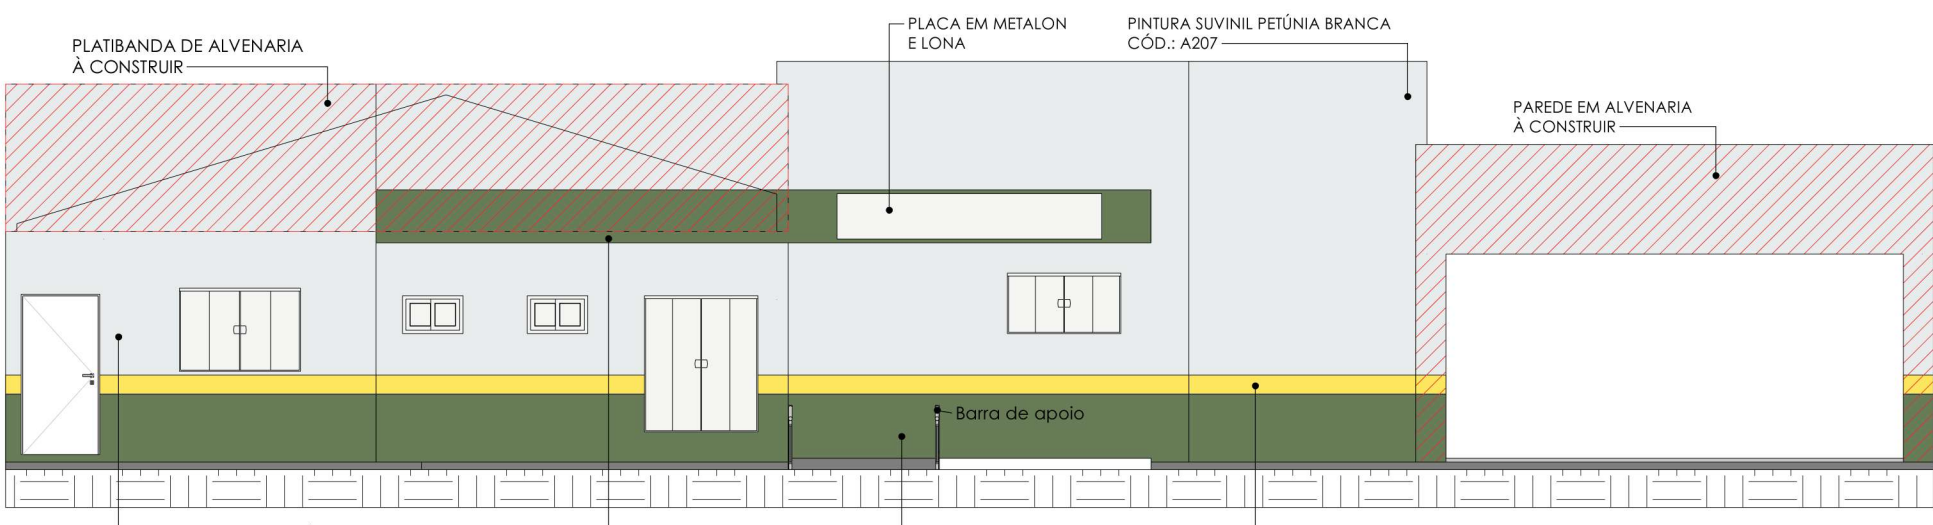 PLATIBANDA DE ALVENARIA
À CONSTRUIR
PLACA EM METALON
E LONA
PINTURA SUVINIL PETÚNIA BRANCA
CÓD.: A207
PAREDE EM ALVENARIA
À CONSTRUIR
Barra de apoio